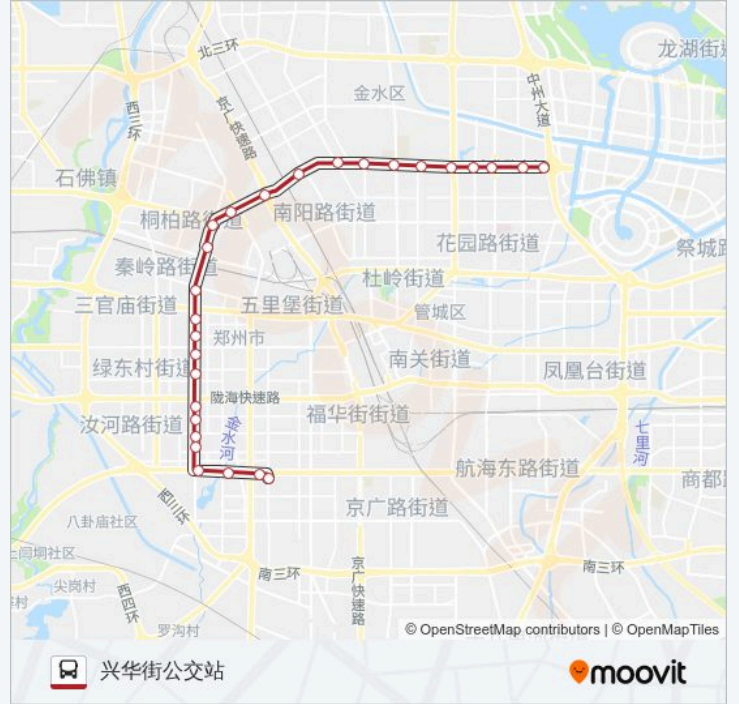 北三环
龙湖街
中州大道
金水区
西三环
京广快速路
石佛镇
桐柏路街道
南阳路街道
花园路街道
祭城路
秦岭路街道
杜岭街街道
三官庙街道
五里堡街道
管城区
郑州市
绿东村街道
南关街道
凤凰台街道
陇海快速路
汝河路街道
金水河
福华街街道
七里河
航海东路街道
商都
西三环
京广路街道
八卦庙社区
南三环
京广快速路
南三环
尖岗村
西四环
罗沟村
© OpenStreetMap contributors | © OpenMapTiles
兴华街公交站
moovit